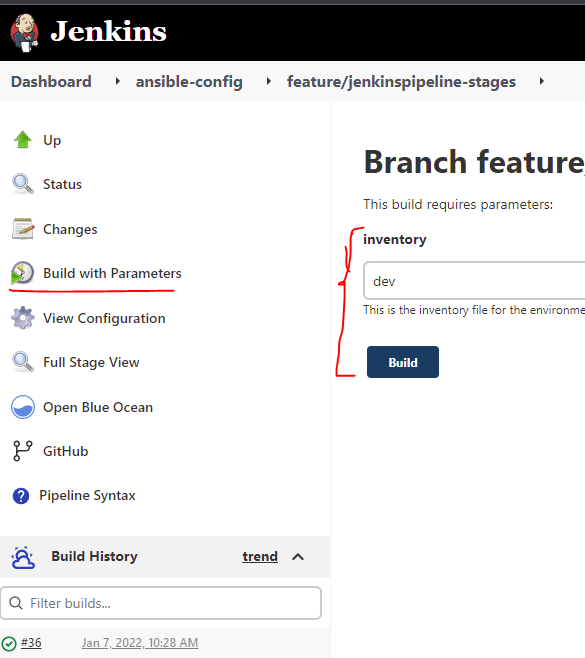 Jenkins
Dashboard ansible-config feature/jenkinspipeline-stages
Up
Status
Changes
Build with Parameters
View Configuration
Full Stage View
Open Blue Ocean
GitHub
Pipeline Syntax
Build History trend
Filter builds...
#36 Jan 7, 2022, 10:28 AM
Branch feature/
This build requires parameters:
inventory
dev
This is the inventory file for the environme
Build